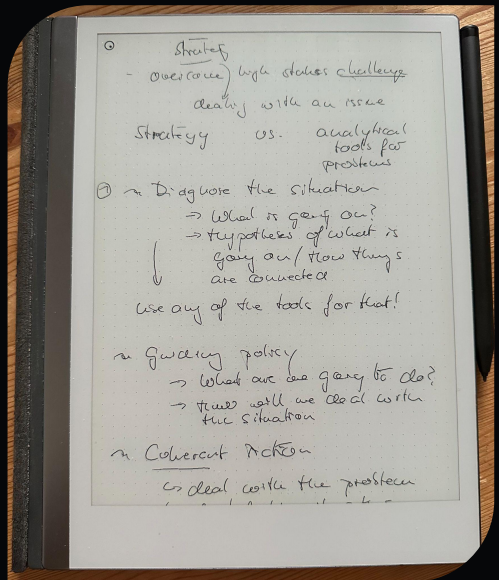 Strategy
- overcome high stakes challenge
dealing with an issue
Strategy vs. analytical
tools for
problems
~ Diagnose the situation
→ What is going on?
→ Hypotheses of what is
going on / How things
are connected
use any of the tools for that!
~ Guiding policy
→ What are we going to do?
→ How will we deal with
the situation
~ Coherent Action
↳ deal with the problem